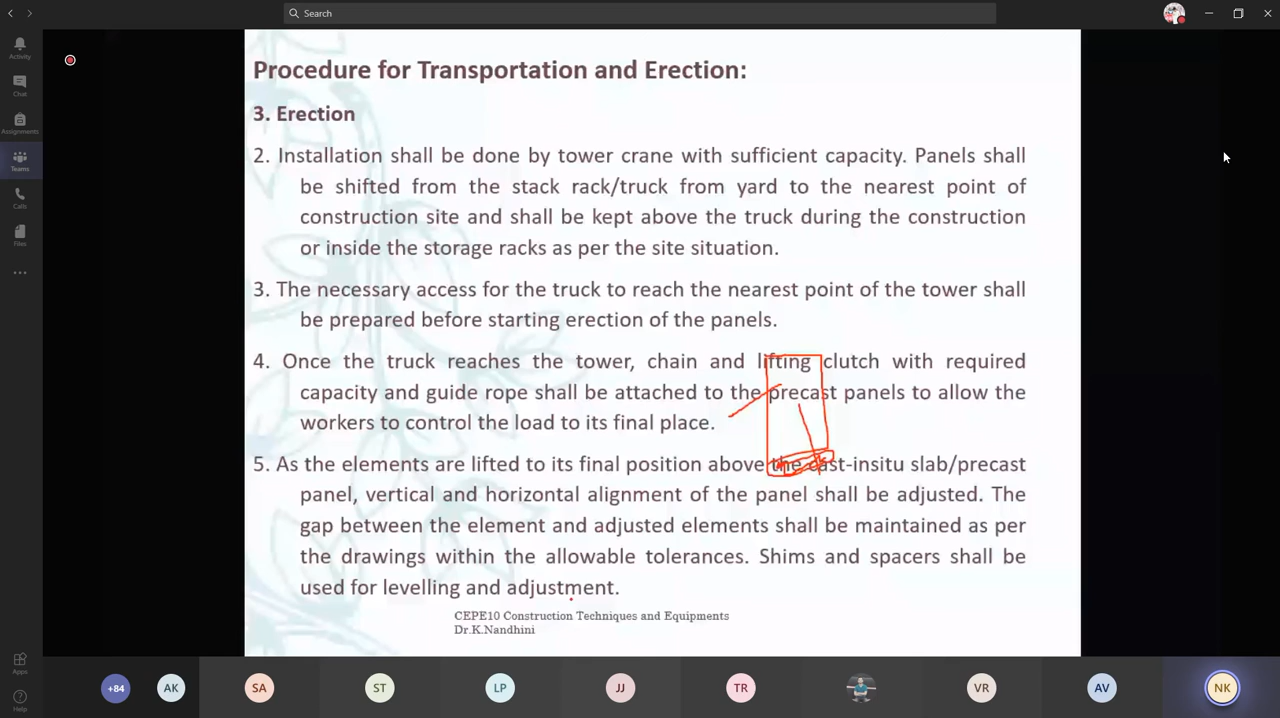 Search
Activity
Chat
Assignments
Teams
Calls
Files
Apps
Help
Procedure for Transportation and Erection:
3. Erection
2. Installation shall be done by tower crane with sufficient capacity. Panels shall
be shifted from the stack rack/truck from yard to the nearest point of
construction site and shall be kept above the truck during the construction
or inside the storage racks as per the site situation.
3. The necessary access for the truck to reach the nearest point of the tower shall
be prepared before starting erection of the panels.
4. Once the truck reaches the tower, chain and lifting clutch with required
capacity and guide rope shall be attached to the precast panels to allow the
workers to control the load to its final place.
5. As the elements are lifted to its final position above the cast-insitu slab/precast
panel, vertical and horizontal alignment of the panel shall be adjusted. The
gap between the element and adjusted elements shall be maintained as per
the drawings within the allowable tolerances. Shims and spacers shall be
used for levelling and adjustment.
CEPE10 Construction Techniques and Equipments
Dr.K.Nandhini
+84
AK
SA
ST
LP
JJ
TR
VR
AV
NK